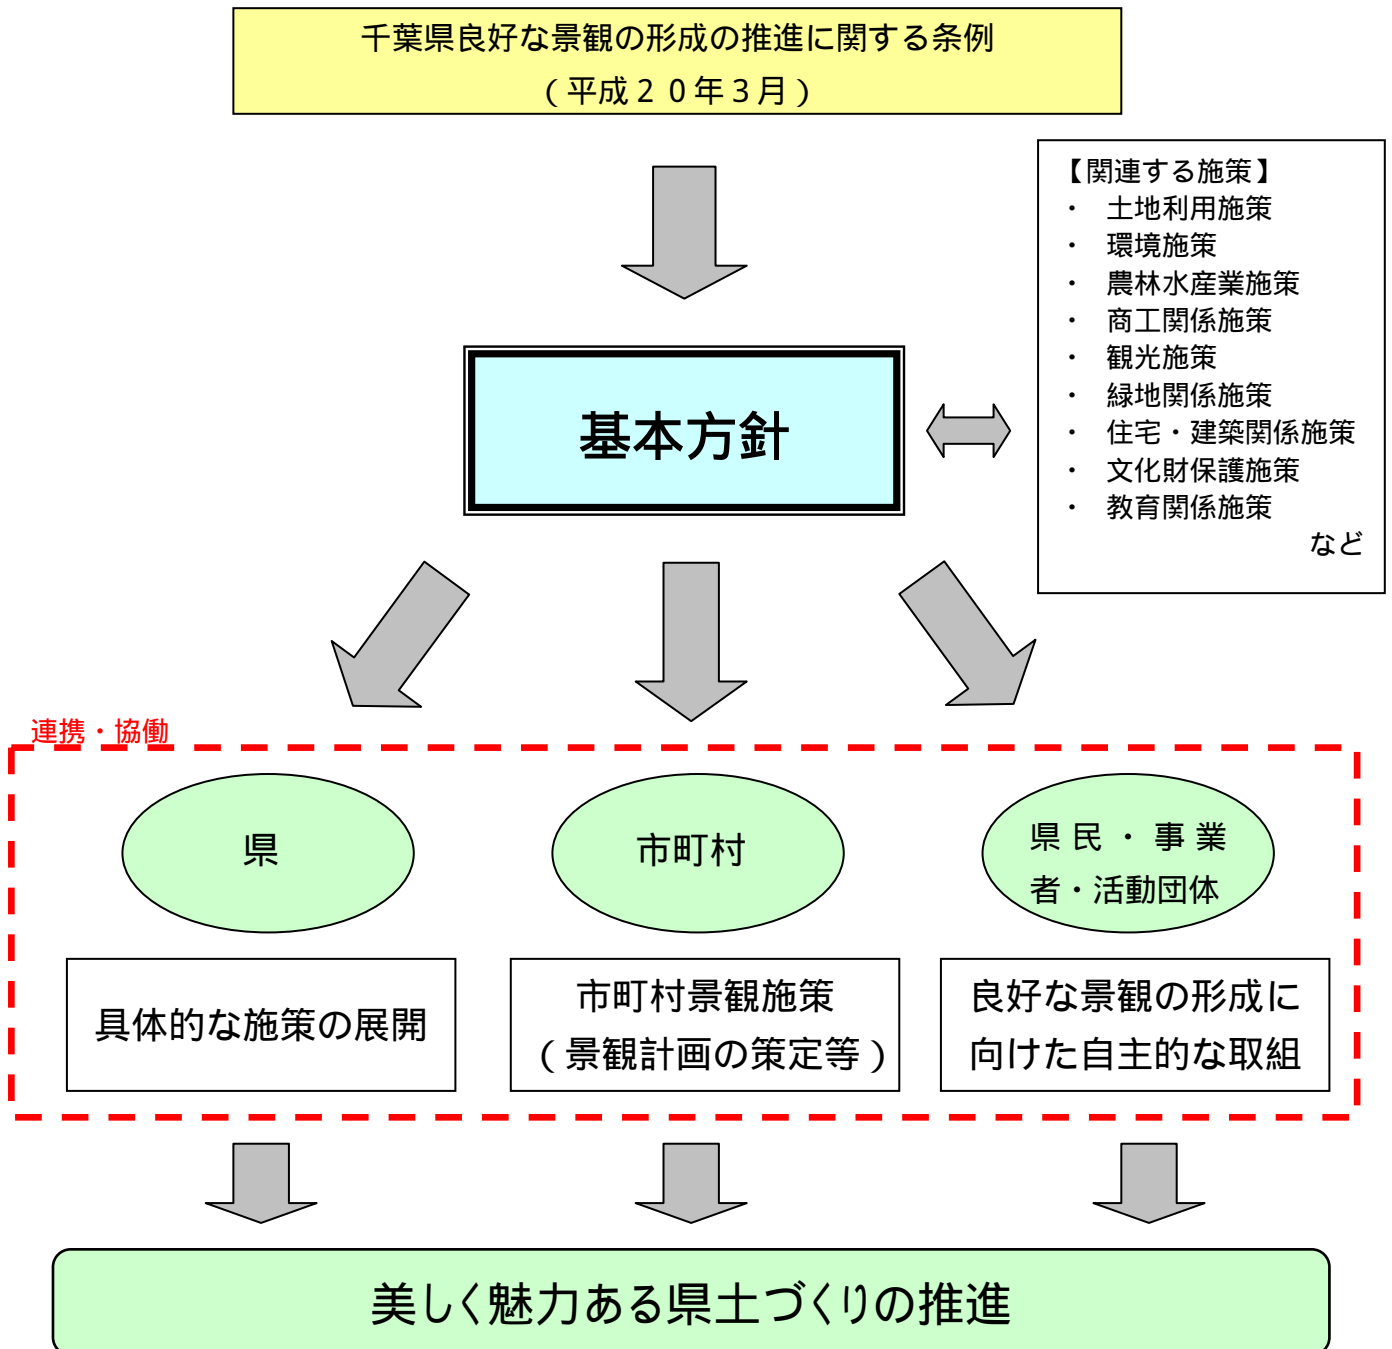 千葉県良好な景観の形成の推進に関する条例
（平成２０年３月）
【関連する施策】
・　土地利用施策
・　環境施策
・　農林水産業施策
・　商工関係施策
・　観光施策
・　緑地関係施策
・　住宅・建築関係施策
・　文化財保護施策
・　教育関係施策
など
基本方針
連携・協働
県
市町村
県民・事業
者・活動団体
具体的な施策の展開
市町村景観施策
（景観計画の策定等）
良好な景観の形成に
向けた自主的な取組
美しく魅力ある県土づくりの推進